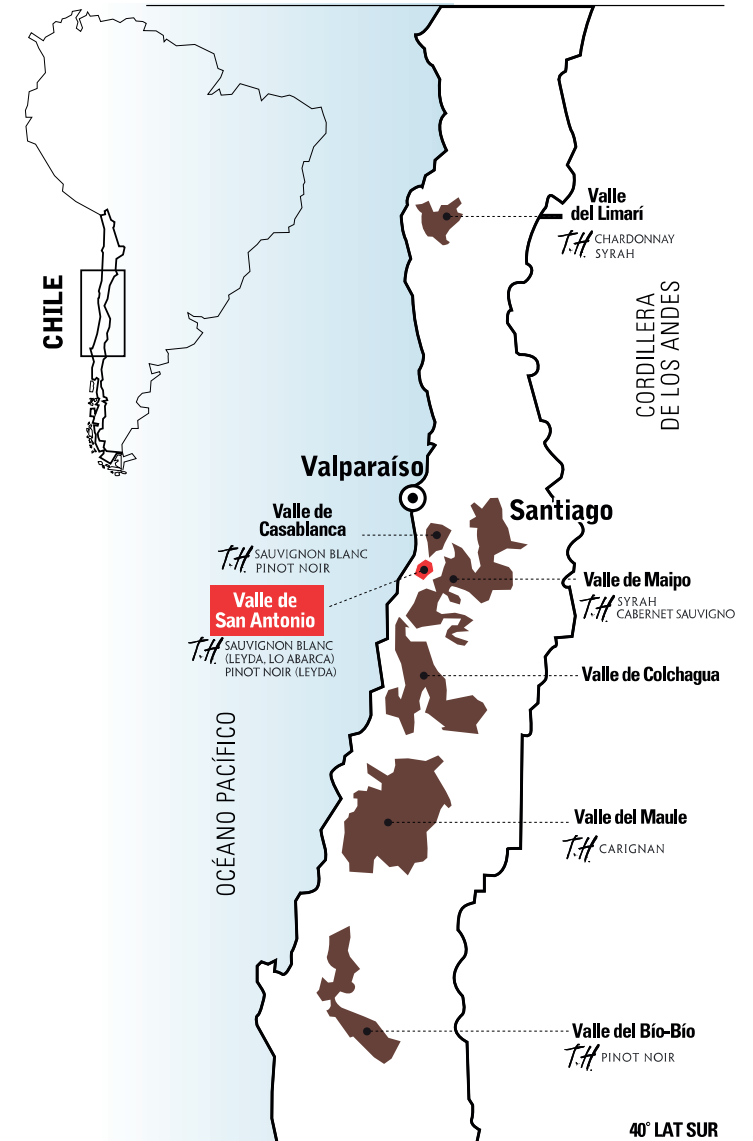 CHILE
Valle
del Limarí
T.H. CHARDONNAY
SYRAH
CORDILLERA
DE LOS ANDES
Valparaíso
Santiago
Valle de
Casablanca
T.H. SAUVIGNON BLANC
PINOT NOIR
Valle de
San Antonio
T.H. SAUVIGNON BLANC
(LEYDA, LO ABARCA)
PINOT NOIR (LEYDA)
Valle de Maipo
T.H. SYRAH
CABERNET SAUVIGNO
Valle de Colchagua
OCÉANO PACÍFICO
Valle del Maule
T.H. CARIGNAN
Valle del Bío-Bío
T.H. PINOT NOIR
40° LAT SUR